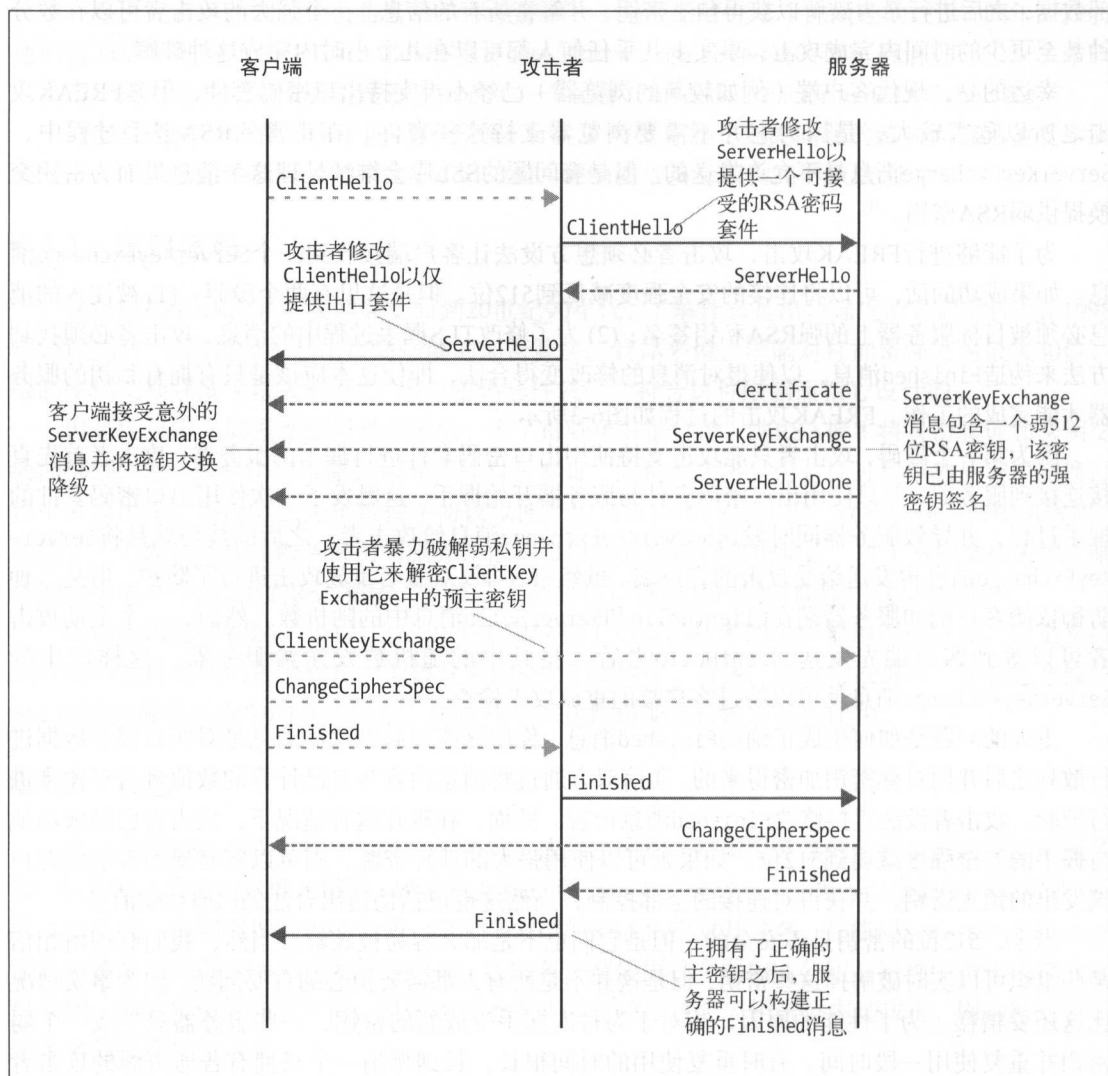 客户端
攻击者
服务器
攻击者修改
ServerHello以
提供一个可接
受的RSA密码
套件
ClientHello
ClientHello
攻击者修改
ClientHello以仅
提供出口套件
ServerHello
ServerHello
Certificate
客户端接受意外的
ServerKeyExchange
消息并将密钥交换
降级
ServerKeyExchange
ServerHelloDone
ServerKeyExchange
消息包含一个弱512
位RSA密钥，该密
钥已由服务器的强
密钥签名
攻击者暴力破解弱私钥并
使用它来解密ClientKey
Exchange中的预主密钥
ClientKeyExchange
ChangeCipherSpec
Finished
Finished
ChangeCipherSpec
Finished
Finished
在拥有了正确的
主密钥之后，服
务器可以构建正
确的Finished消息